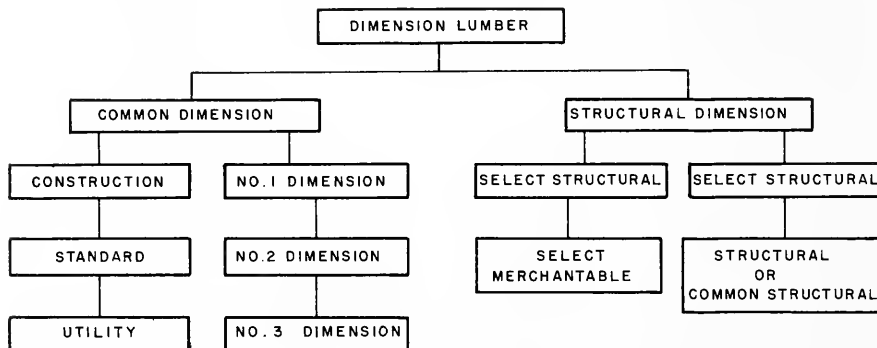 DIMENSION LUMBER
COMMON DIMENSION
STRUCTURAL DIMENSION
CONSTRUCTION
NO.1 DIMENSION
SELECT STRUCTURAL
SELECT STRUCTURAL
STANDARD
NO.2 DIMENSION
SELECT
MERCHANTABLE
STRUCTURAL
OR
COMMON STRUCTURAL
UTILITY
NO.3 DIMENSION